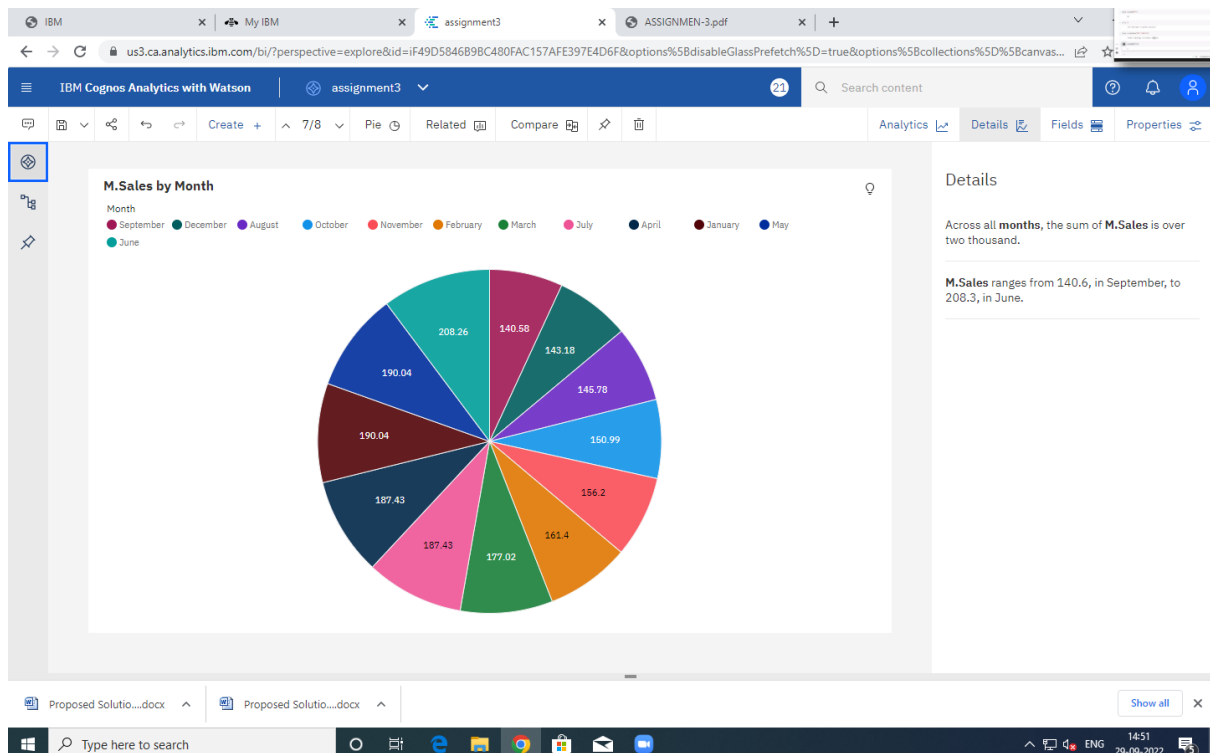 IBM My IBM assignment3 ASSIGNMEN-3.pdf
us3.ca.analytics.ibm.com/bi/?perspective=explore&id=iF49D5846B9BC480FAC157AFE397E4D6F&options%5BdisableGlassPrefetch%5D=true&options%5Bcollections%5D%5Bcanvas...
IBM Cognos Analytics with Watson assignment3 21 Search content
Create + 7/8 Pie Related Compare Analytics Details Fields Properties
M.Sales by Month
Month
September December August October November February March July April January May
June
208.26 140.58
143.18
190.04
145.78
190.04 150.99
187.43 156.2
187.43 177.02 161.4
Details
Across all months, the sum of M.Sales is over
two thousand.
M.Sales ranges from 140.6, in September, to
208.3, in June.
Proposed Solutio....docx Proposed Solutio....docx Show all
Type here to search ENG 14:51
29-09-2022 5